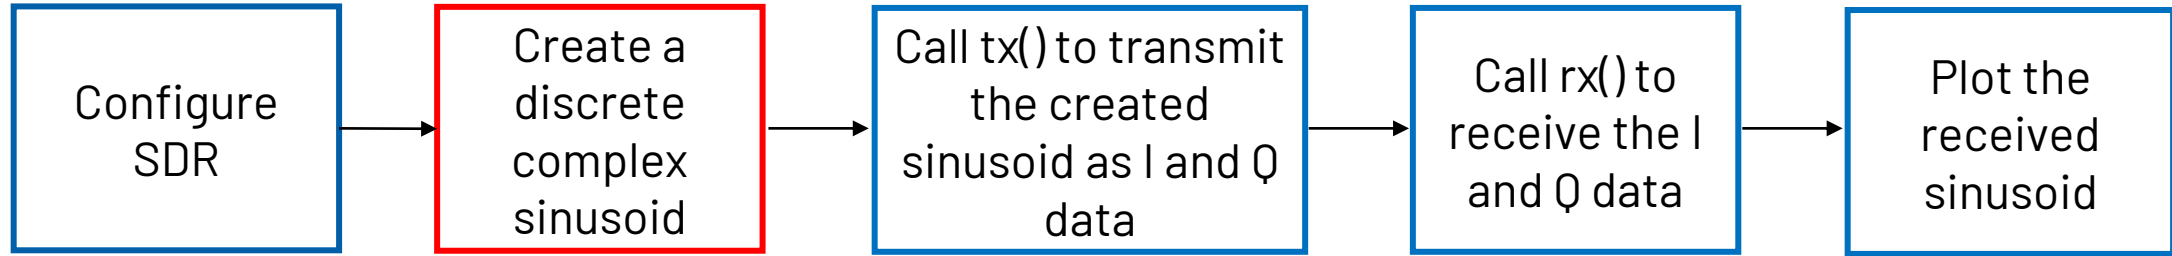 Configure
SDR
Create a
discrete
complex
sinusoid
Call tx() to transmit
the created
sinusoid as I and Q
data
Call rx() to
receive the I
and Q data
Plot the
received
sinusoid